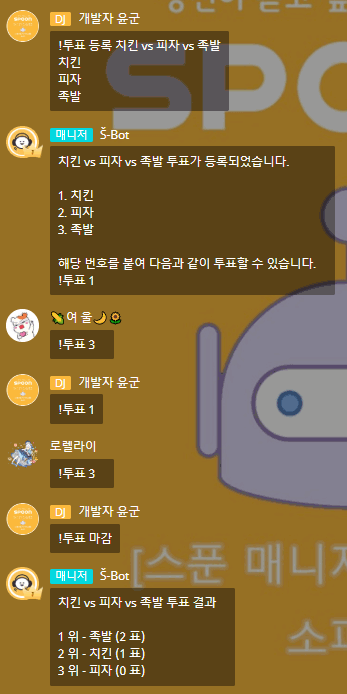 DJ 개발자 윤군
!투표 등록 치킨 vs 피자 vs 족발
치킨
피자
족발
매니저 Š-Bot
치킨 vs 피자 vs 족발 투표가 등록되었습니다.
1. 치킨
2. 피자
3. 족발
해당 번호를 붙여 다음과 같이 투표할 수 있습니다.
!투표 1
🌽여 울🌙🌻
!투표 3
DJ 개발자 윤군
!투표 1
로렐라이
!투표 3
DJ 개발자 윤군
!투표 마감
매니저 Š-Bot
치킨 vs 피자 vs 족발 투표 결과
1 위 - 족발 (2 표)
2 위 - 치킨 (1 표)
3 위 - 피자 (0 표)
SPO
[스푼 매니저